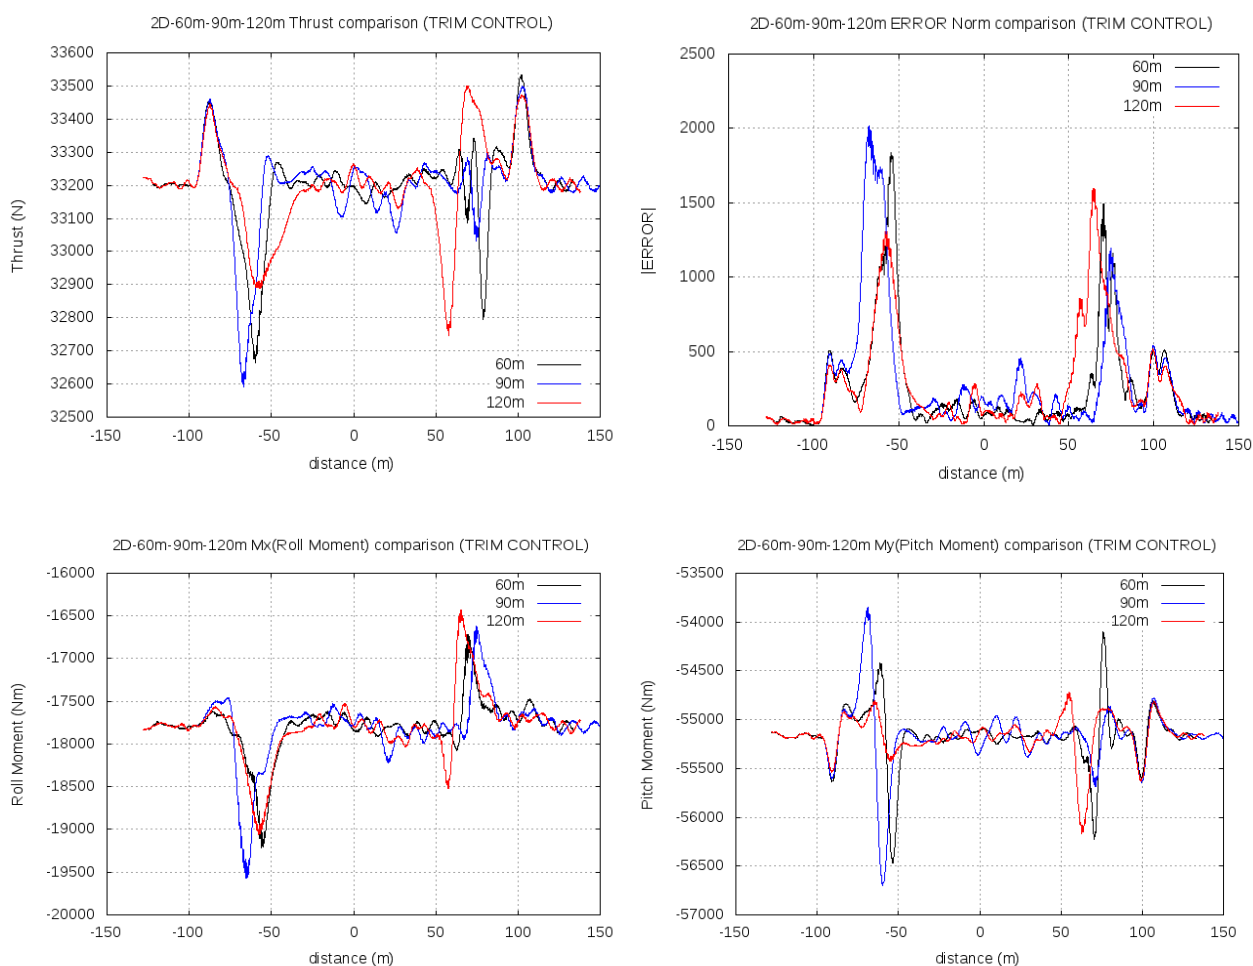 2D-60m-90m-120m Thrust comparison (TRIM CONTROL)
Thrust (N)
33600
33500
33400
33300
33200
33100
33000
32900
32800
32700
32600
32500
-150
-100
-50
0
50
100
150
distance (m)
60m
90m
120m
2D-60m-90m-120m ERROR Norm comparison (TRIM CONTROL)
|ERROR|
2500
2000
1500
1000
500
0
-150
-100
-50
0
50
100
150
distance (m)
60m
90m
120m
2D-60m-90m-120m Mx(Roll Moment) comparison (TRIM CONTROL)
Roll Moment (Nm)
-16000
-16500
-17000
-17500
-18000
-18500
-19000
-19500
-20000
-150
-100
-50
0
50
100
150
distance (m)
60m
90m
120m
2D-60m-90m-120m My(Pitch Moment) comparison (TRIM CONTROL)
Pitch Moment (Nm)
-53500
-54000
-54500
-55000
-55500
-56000
-56500
-57000
-150
-100
-50
0
50
100
150
distance (m)
60m
90m
120m